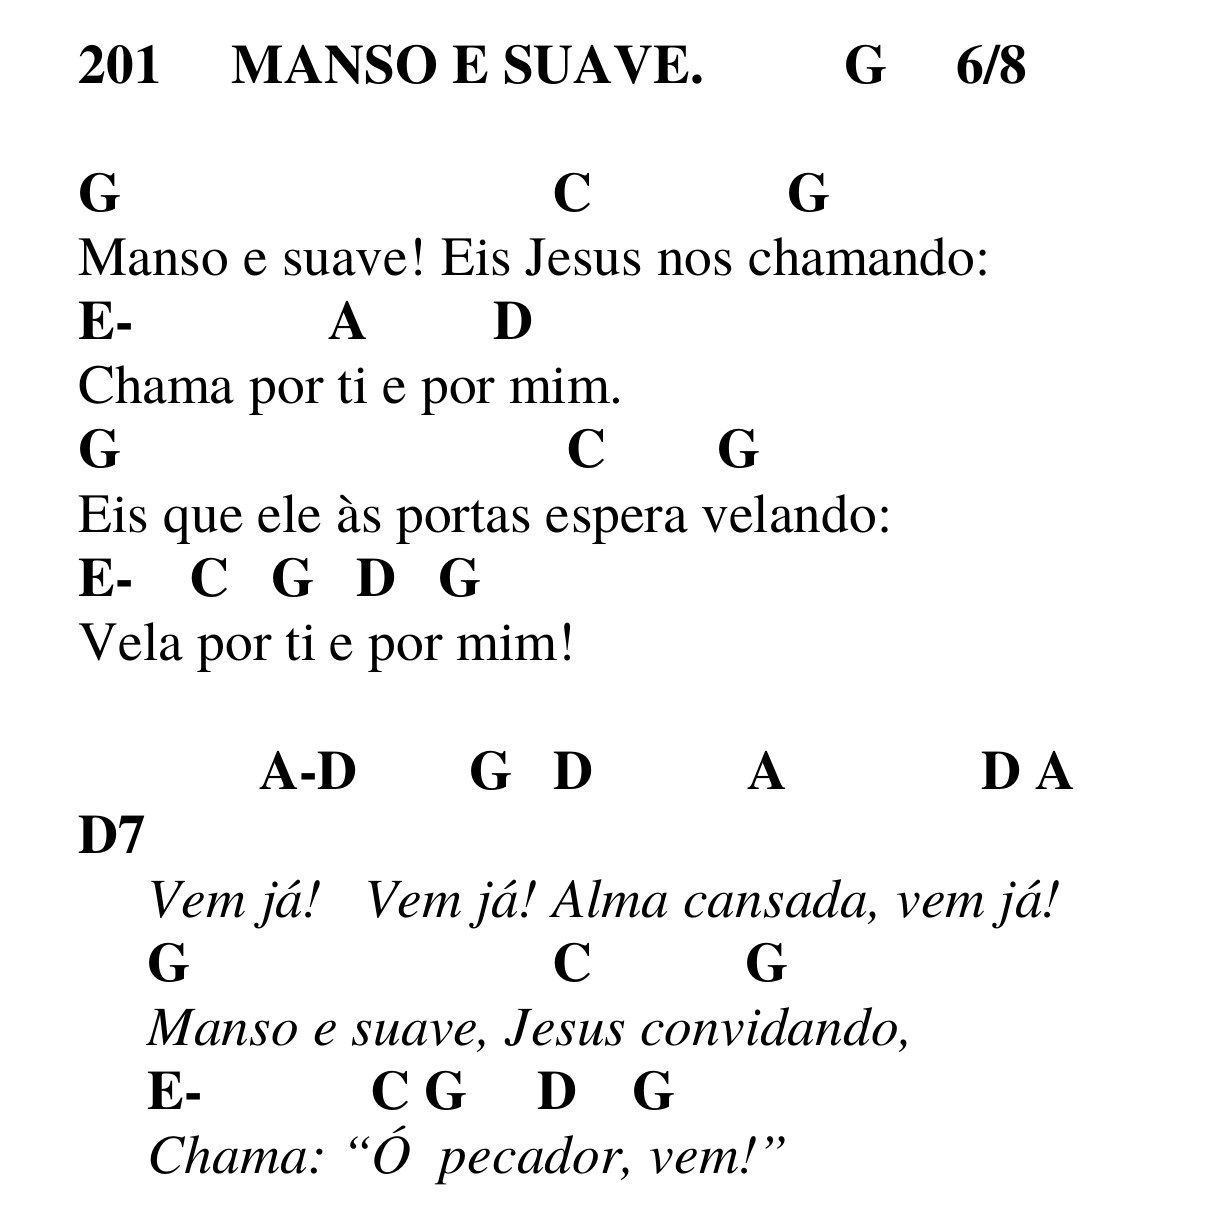 201 MANSO E SUAVE. G 6/8
G C G
Manso e suave! Eis Jesus nos chamando:
E- A D
Chama por ti e por mim.
G C G
Eis que ele às portas espera velando:
E- C G D G
Vela por ti e por mim!
A-D G D A D A
D7
Vem já! Vem já! Alma cansada, vem já!
G C G
Manso e suave, Jesus convidando,
E- C G D G
Chama: “Ó pecador, vem!”